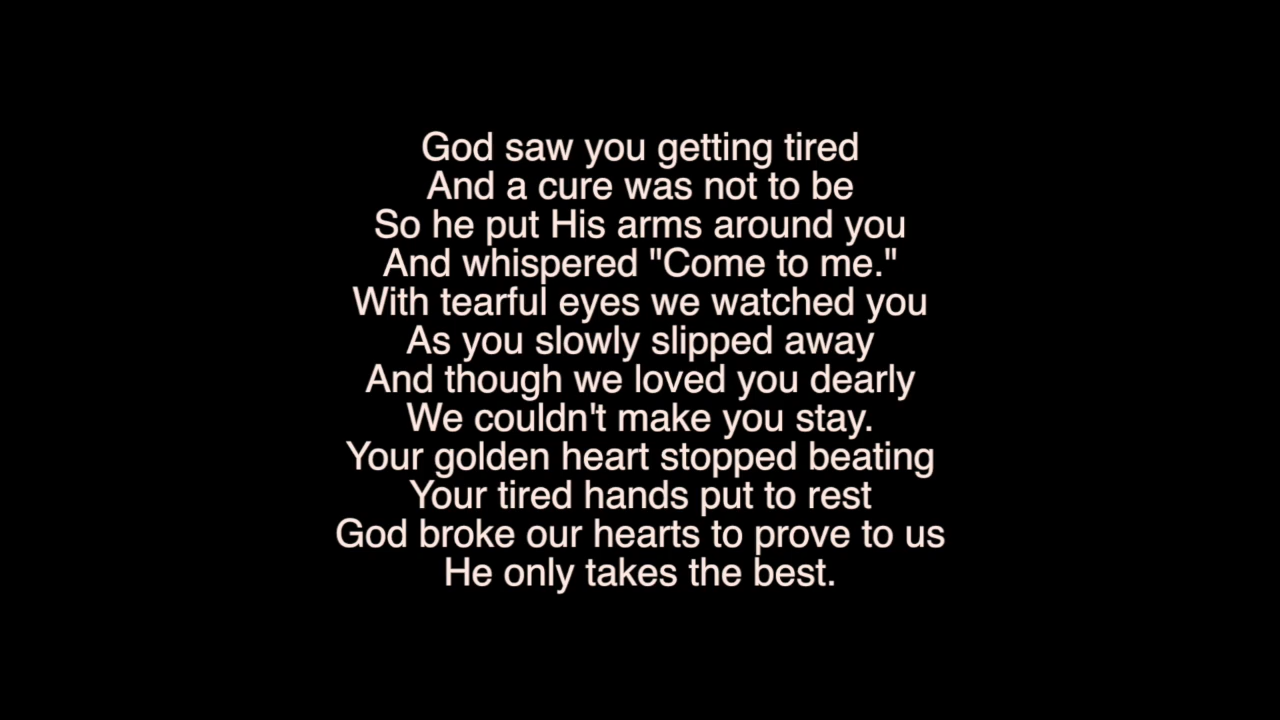 God saw you getting tired
And a cure was not to be
So he put His arms around you
And whispered "Come to me."
With tearful eyes we watched you
As you slowly slipped away
And though we loved you dearly
We couldn't make you stay.
Your golden heart stopped beating
Your tired hands put to rest
God broke our hearts to prove to us
He only takes the best.